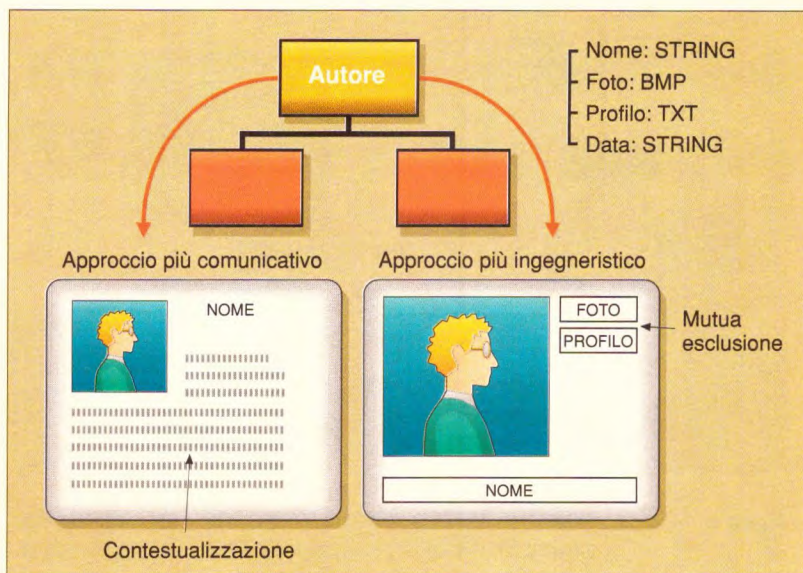 Autore
Nome: STRING
Foto: BMP
Profilo: TXT
Data: STRING
Approccio più comunicativo
Approccio più ingegneristico
NOME
FOTO
PROFILO
Mutua
esclusione
NOME
Contestualizzazione